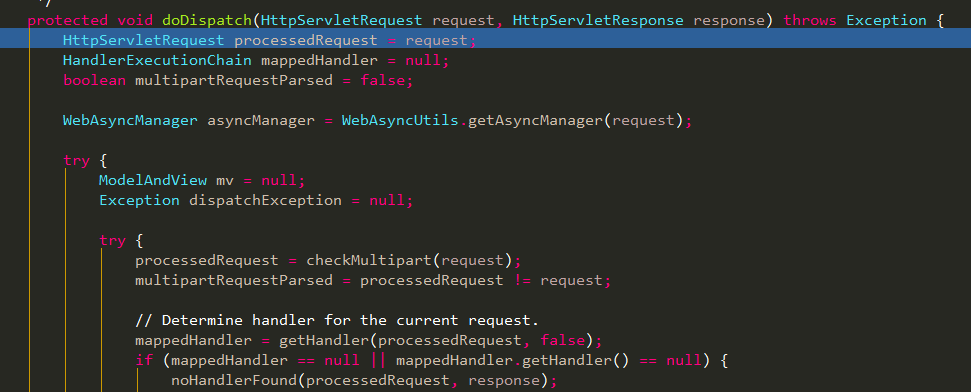 */
protected void doDispatch(HttpServletRequest request, HttpServletResponse response) throws Exception {
HttpServletRequest processedRequest = request;
HandlerExecutionChain mappedHandler = null;
boolean multipartRequestParsed = false;
WebAsyncManager asyncManager = WebAsyncUtils.getAsyncManager(request);
try {
ModelAndView mv = null;
Exception dispatchException = null;
try {
processedRequest = checkMultipart(request);
multipartRequestParsed = processedRequest != request;
// Determine handler for the current request.
mappedHandler = getHandler(processedRequest, false);
if (mappedHandler == null || mappedHandler.getHandler() == null) {
noHandlerFound(processedRequest, response);